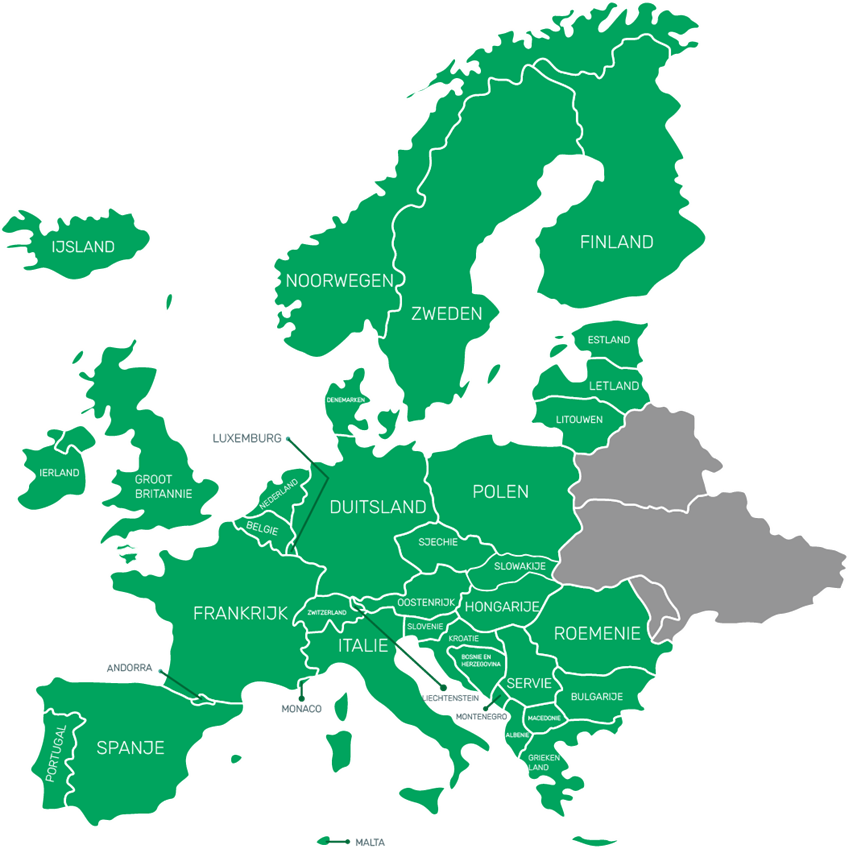 IJSLAND
FINLAND
NOORWEGEN
ZWEDEN
ESTLAND
LETLAND
DENEMARKEN
LITOUWEN
LUXEMBURG
IERLAND
GROOT
BRITANNIE
NEDERLAND
BELGIE
DUITSLAND
POLEN
SJECHIE
SLOWAKIJE
FRANKRIJK
ZWITZERLAND
OOSTENRIJK
HONGARIJE
SLOVENIE
KROATIE
ROEMENIE
ITALIE
BOSNIE EN
HERZEGOVINA
ANDORRA
SERVIE
LIECHTENSTEIN
BULGARIJE
MONACO
MONTENEGRO
MACEDONIE
ALBENIE
PORTUGAL
SPANJE
GRIEKEN
LAND
MALTA